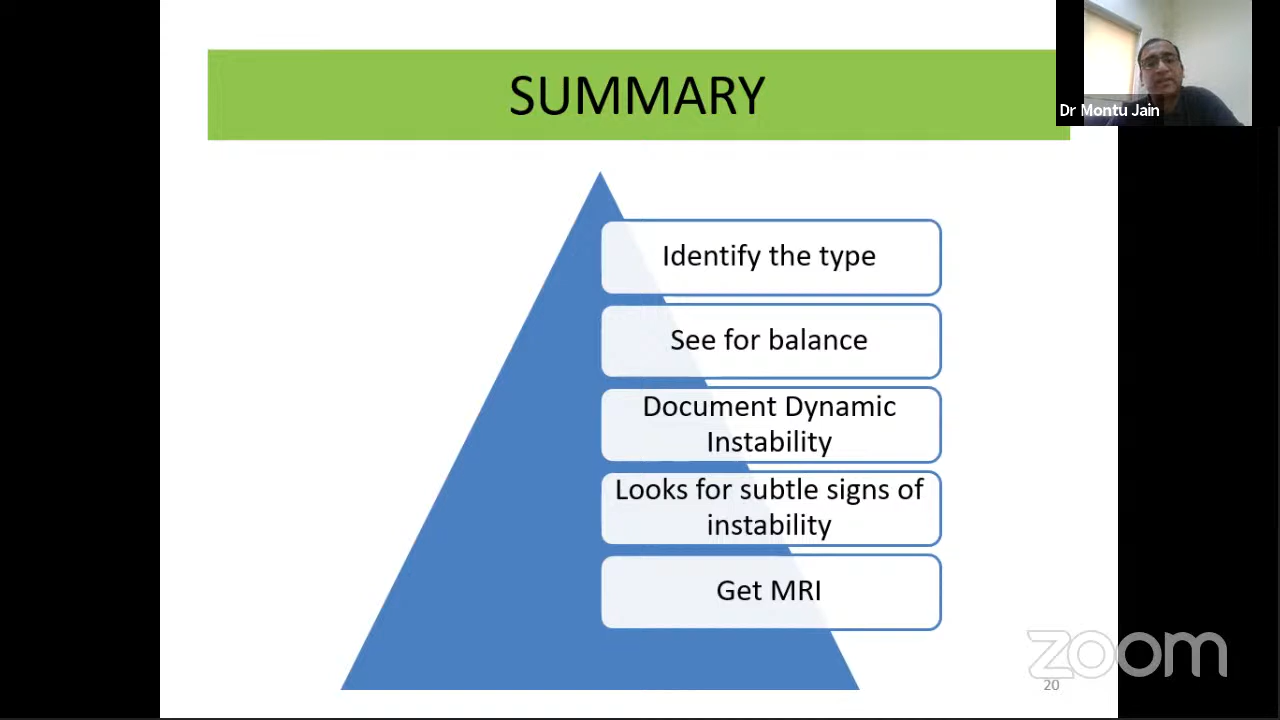 SUMMARY
Dr Montu Jain
Identify the type
See for balance
Document Dynamic
Instability
Looks for subtle signs of
instability
Get MRI
zoom
20